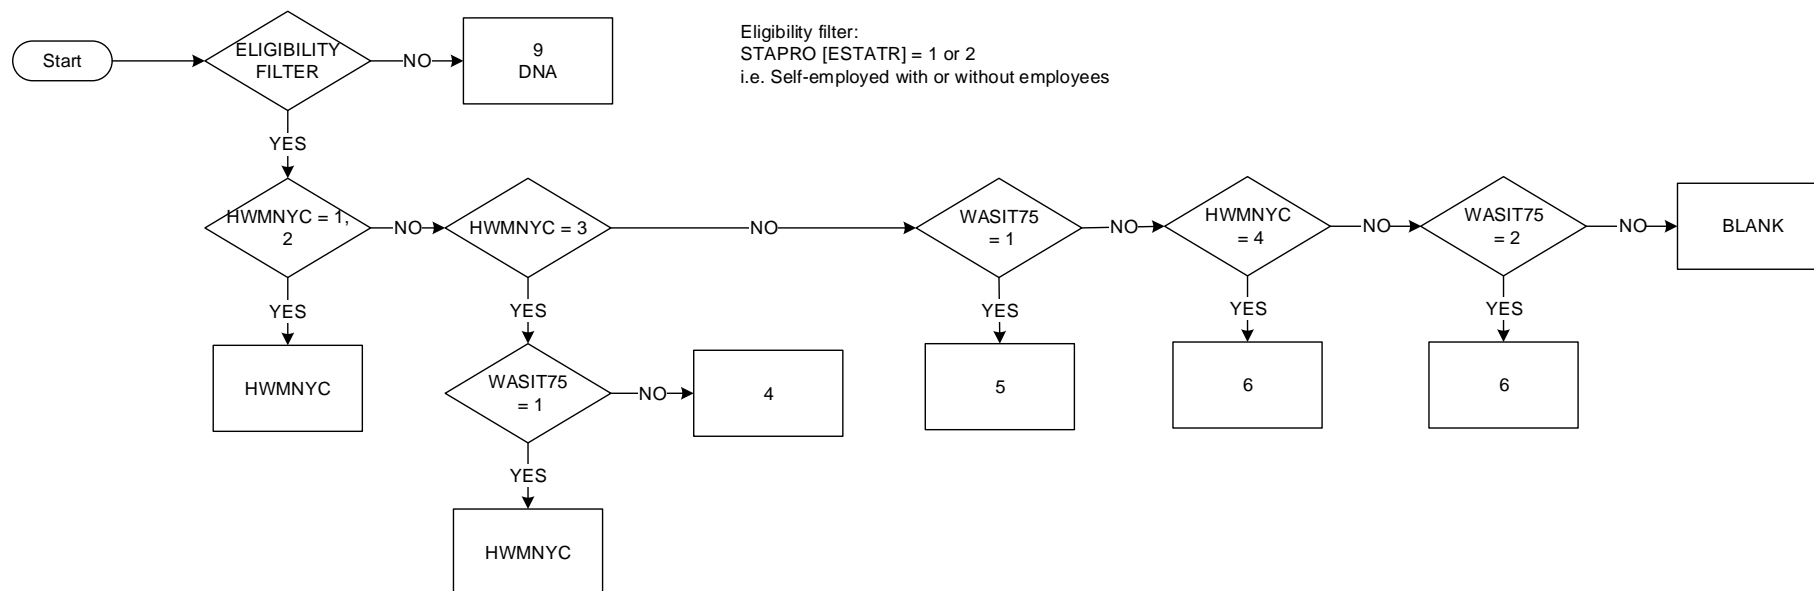 Start
ELIGIBILITY
FILTER
NO
9
DNA
Eligibility filter:
STAPRO [ESTATR] = 1 or 2
i.e. Self-employed with or without employees
YES
HWMNYC = 1,
2
NO
HWMNYC = 3
NO
WASIT75
= 1
NO
HWMNYC
= 4
NO
WASIT75
= 2
NO
BLANK
YES
YES
YES
YES
YES
HWMNYC
WASIT75
= 1
NO
4
5
6
6
YES
HWMNYC